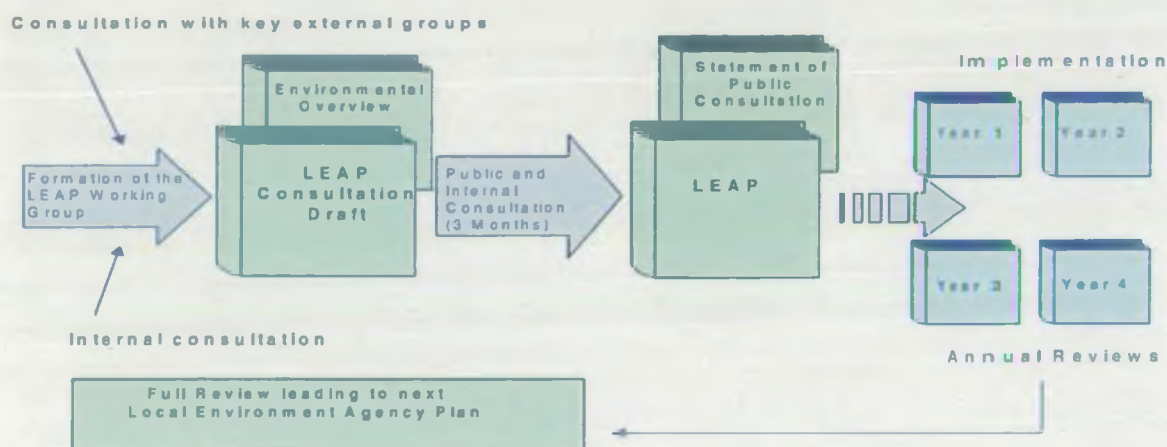 Consultation with key external groups
Environmental
Overview
Statement of
Public
Consultation
Implementation
Year 1
Year 2
Formation of the
LEAP Working
Group
LEAP
Consultation
Draft
Public and
Internal
Consultation
(3 Months)
LEAP
Year 3
Year 4
Internal consultation
Annual Reviews
Full Review leading to next
Local Environment Agency Plan